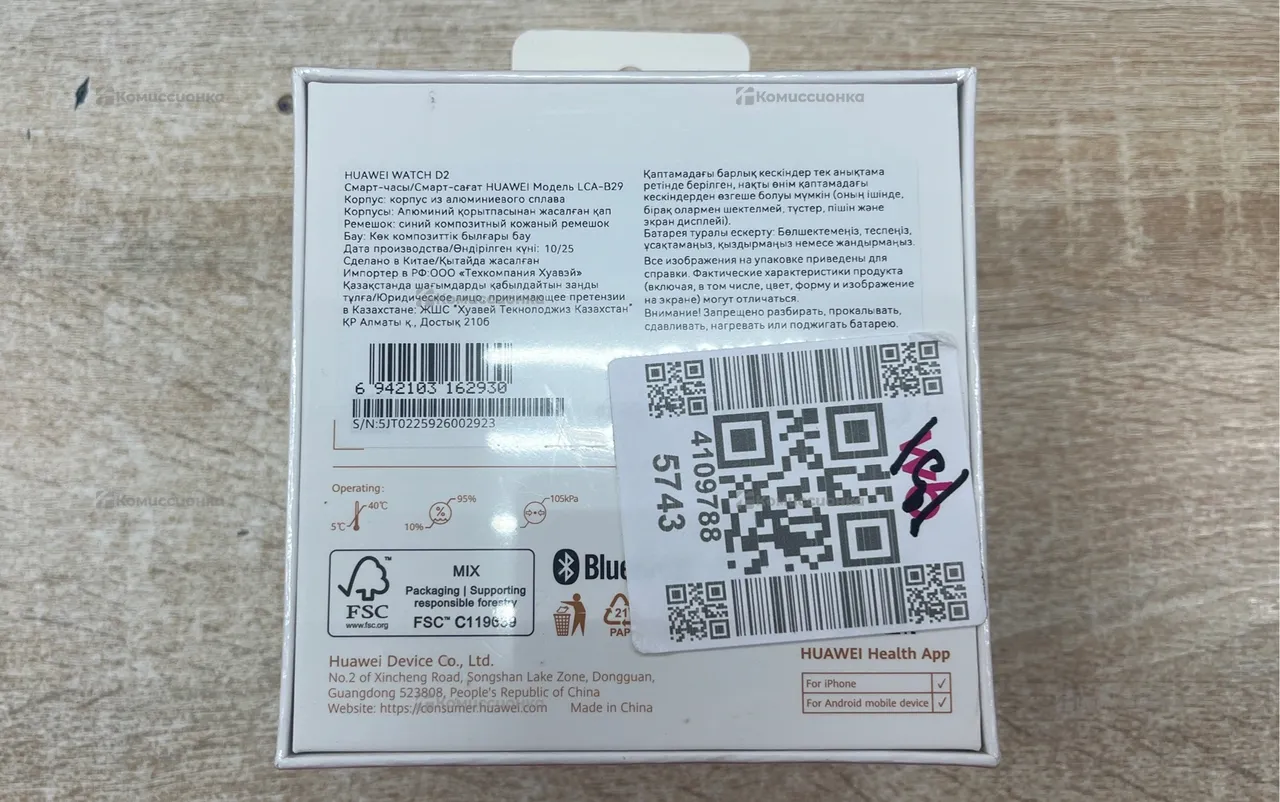 Комиссионка
Комиссионка
HUAWEI WATCH D2
Смарт-часы/Смарт-сағат HUAWEI Модель LCA-B29
Корпус: корпус из алюминиевого сплава
Корпусы: Алюминий қорытпасынан жасалған қап
Ремешок: синий композитный кожаный ремешок
Бау: Көк композиттік былғары бау
Дата производства/Өндірілген күні: 10/25
Сделано в Китае/Қытайда жасалған
Импортер в РФ:ООО «Техкомпания Хуавэй»
Қазақстанда шағымдарды қабылдайтын заңды
тұлға/Юридическое лицо, принимающее претензии
в Казахстане: ЖШС "Хуавей Текнолоджиз Казахстан"
ҚР Алматы қ., Достық 210б
Комиссионка
Қаптамадағы барлық кескіндер тек анықтама
ретінде берілген, нақты өнім қаптамадағы
кескіндерден өзгеше болуы мүмкін (оның ішінде,
бірақ олармен шектелмей, түстер, пішін және
экран дисплейі).
Батарея туралы ескерту: Бөлшектемеңіз, теспеңіз,
ұсақтамаңыз, қыздырмаңыз немесе жандырмаңыз.
Все изображения на упаковке приведены для
справки. Фактические характеристики продукта
(включая, в том числе, цвет, форму и изображение
на экране) могут отличаться.
Внимание! Запрещено разбирать, прокалывать,
сдавливать, нагревать или поджигать батарею.
6 942103 162930
S/N:5JT0225926002923
4109788
5743
Комиссионка
Комиссионка
Operating:
5℃ 40℃
10% % 95%
105kPa
FSC
www.fsc.org
MIX
Packaging | Supporting
responsible forestry
FSC™ C119
Blue
21
PAP
Huawei Device Co., Ltd.
No.2 of Xincheng Road, Songshan Lake Zone, Dongguan,
Guangdong 523808, People's Republic of China
Website: https://consumer.huawei.com Made in China
Комиссионка
HUAWEI Health App
For iPhone ✓
For Android mobile device ✓